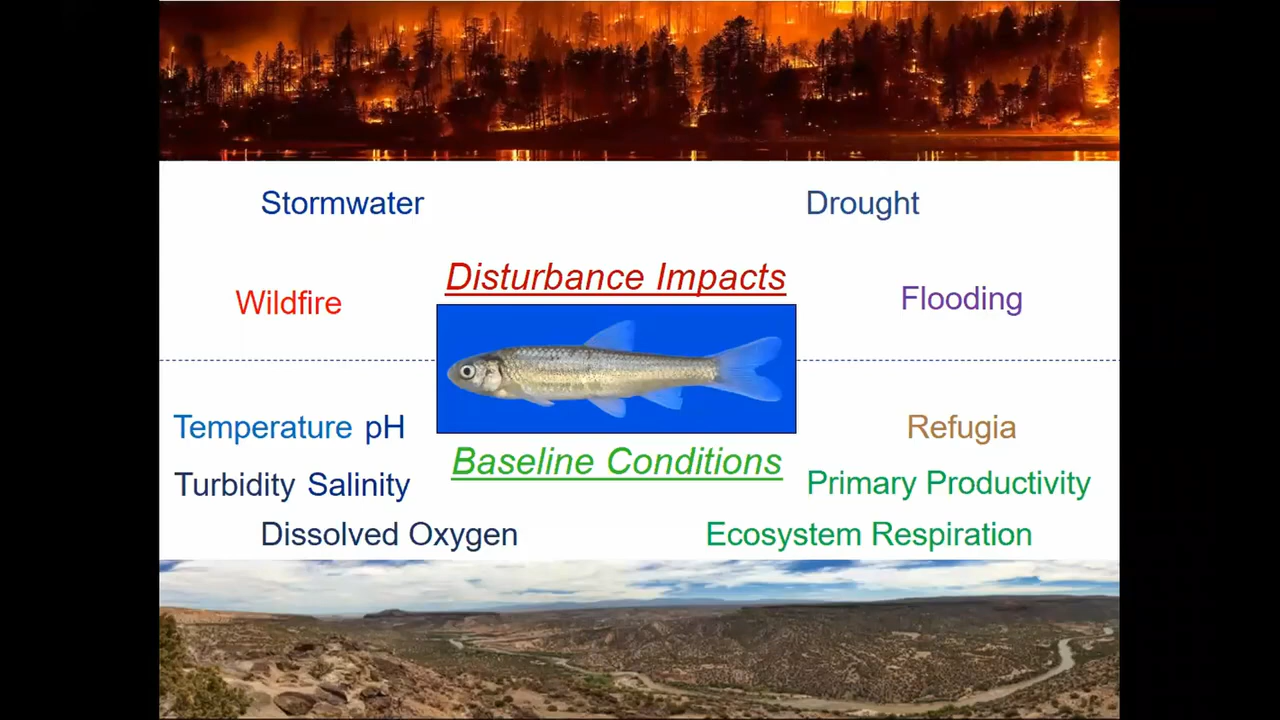 Stormwater
Drought
Disturbance Impacts
Wildfire
Flooding
Temperature pH
Refugia
Baseline Conditions
Turbidity Salinity
Primary Productivity
Dissolved Oxygen
Ecosystem Respiration